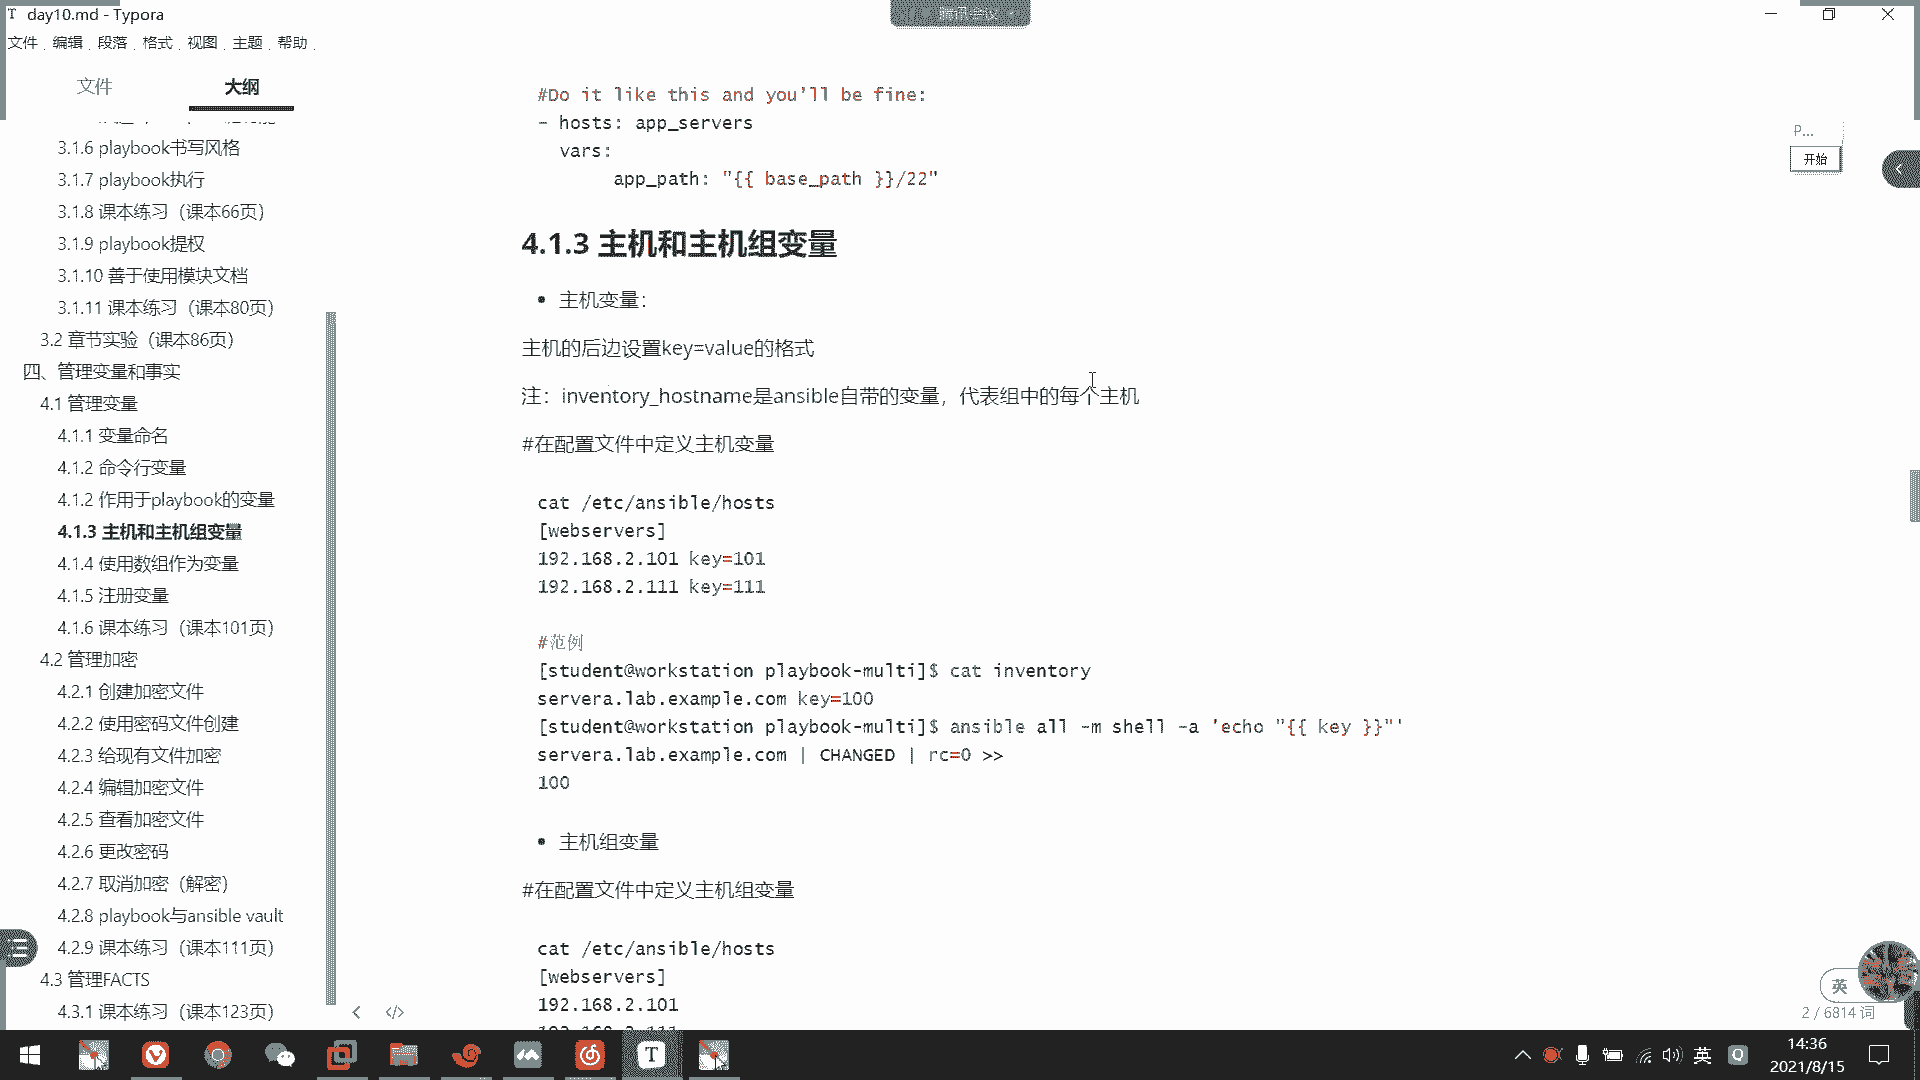 day10.md - Typora
腾讯会议
文件 编辑 段落 格式 视图 主题 帮助
文件
大纲
3.1.6 playbook书写风格
3.1.7 playbook执行
3.1.8 课本练习（课本66页）
3.1.9 playbook提权
3.1.10 善于使用模块文档
3.1.11 课本练习（课本80页）
3.2 章节实验（课本86页）
四、管理变量和事实
4.1 管理变量
4.1.1 变量命名
4.1.2 命令行变量
4.1.2 作用于playbook的变量
4.1.3 主机和主机组变量
4.1.4 使用数组作为变量
4.1.5 注册变量
4.1.6 课本练习（课本101页）
4.2 管理加密
4.2.1 创建加密文件
4.2.2 使用密码文件创建
4.2.3 给现有文件加密
4.2.4 编辑加密文件
4.2.5 查看加密文件
4.2.6 更改密码
4.2.7 取消加密（解密）
4.2.8 playbook与ansible vault
4.2.9 课本练习（课本111页）
4.3 管理FACTS
4.3.1 课本练习（课本123页）
#Do it like this and you’ll be fine:
- hosts: app_servers
vars:
app_path: "{{ base_path }}/22"
4.1.3 主机和主机组变量
• 主机变量：
主机的后边设置key=value的格式
注：inventory_hostname是ansible自带的变量，代表组中的每个主机
#在配置文件中定义主机变量
cat /etc/ansible/hosts
[webservers]
192.168.2.101 key=101
192.168.2.111 key=111
#范例
[student@workstation playbook-multi]$ cat inventory
servera.lab.example.com key=100
[student@workstation playbook-multi]$ ansible all -m shell -a 'echo "{{ key }}"'
servera.lab.example.com | CHANGED | rc=0 >>
100
• 主机组变量
#在配置文件中定义主机组变量
cat /etc/ansible/hosts
[webservers]
192.168.2.101
192.168.2.111
P...
开始
英
2 / 6814 词
英
14:36
2021/8/15